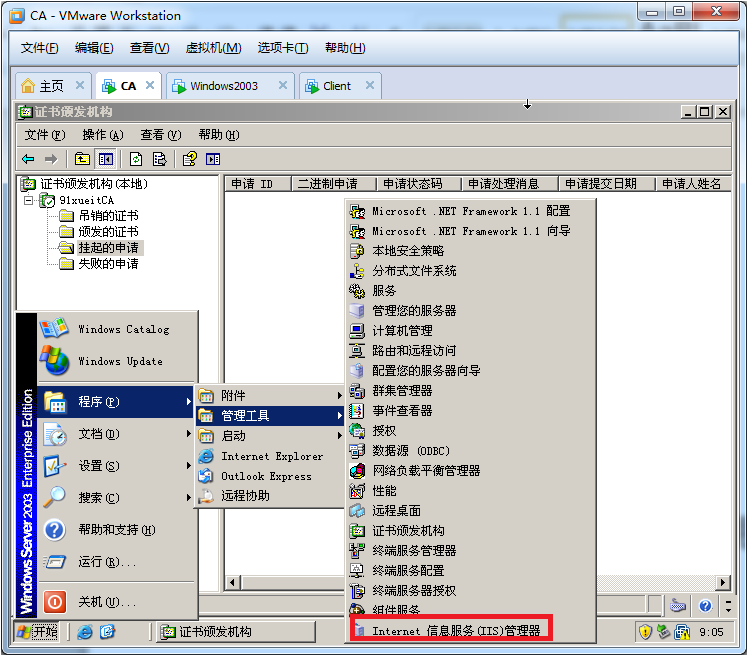 CA - VMware Workstation
文件(F) 编辑(E) 查看(V) 虚拟机(M) 选项卡(T) 帮助(H)
主页 CA Windows2003 Client
证书颁发机构
文件(F) 操作(A) 查看(V) 帮助(H)
证书颁发机构(本地)
91xueitCA
吊销的证书
颁发的证书
挂起的申请
失败的申请
申请 ID 二进制申请 申请状态码 申请处理消息 申请提交日期 申请人姓名
Windows Server 2003 Enterprise Edition
Windows Catalog
Windows Update
程序(P)
文档(D)
设置(S)
搜索(C)
帮助和支持(H)
运行(R)...
关机(U)...
附件
管理工具
启动
Internet Explorer
Outlook Express
远程协助
Microsoft .NET Framework 1.1 配置
Microsoft .NET Framework 1.1 向导
本地安全策略
分布式文件系统
服务
管理您的服务器
计算机管理
路由和远程访问
配置您的服务器向导
群集管理器
事件查看器
授权
数据源 (ODBC)
网络负载平衡管理器
性能
远程桌面
证书颁发机构
终端服务管理器
终端服务配置
终端服务器授权
组件服务
Internet 信息服务(IIS)管理器
开始 证书颁发机构 9:05